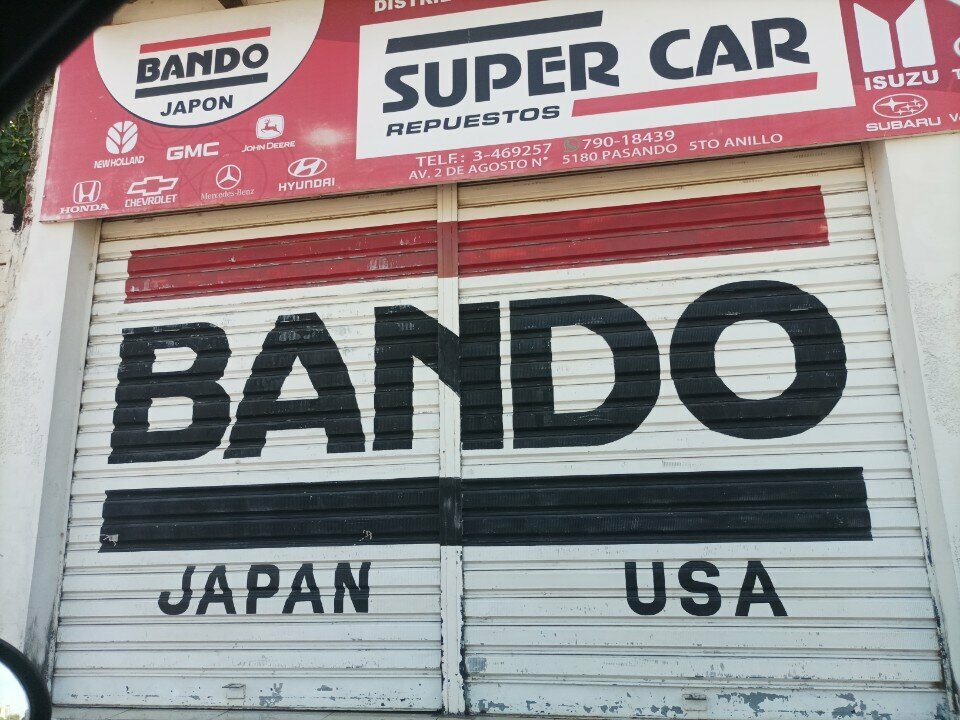 BANDO
JAPON
SUPER CAR
REPUESTOS
TELF.: 3-469257 790-18439
AV. 2 DE AGOSTO N° 5180 PASANDO 5TO ANILLO
NEW HOLLAND
GMC
JOHN DEERE
HONDA
CHEVROLET
Mercedes-Benz
HYUNDAI
ISUZU
SUBARU
BANDO
JAPAN USA